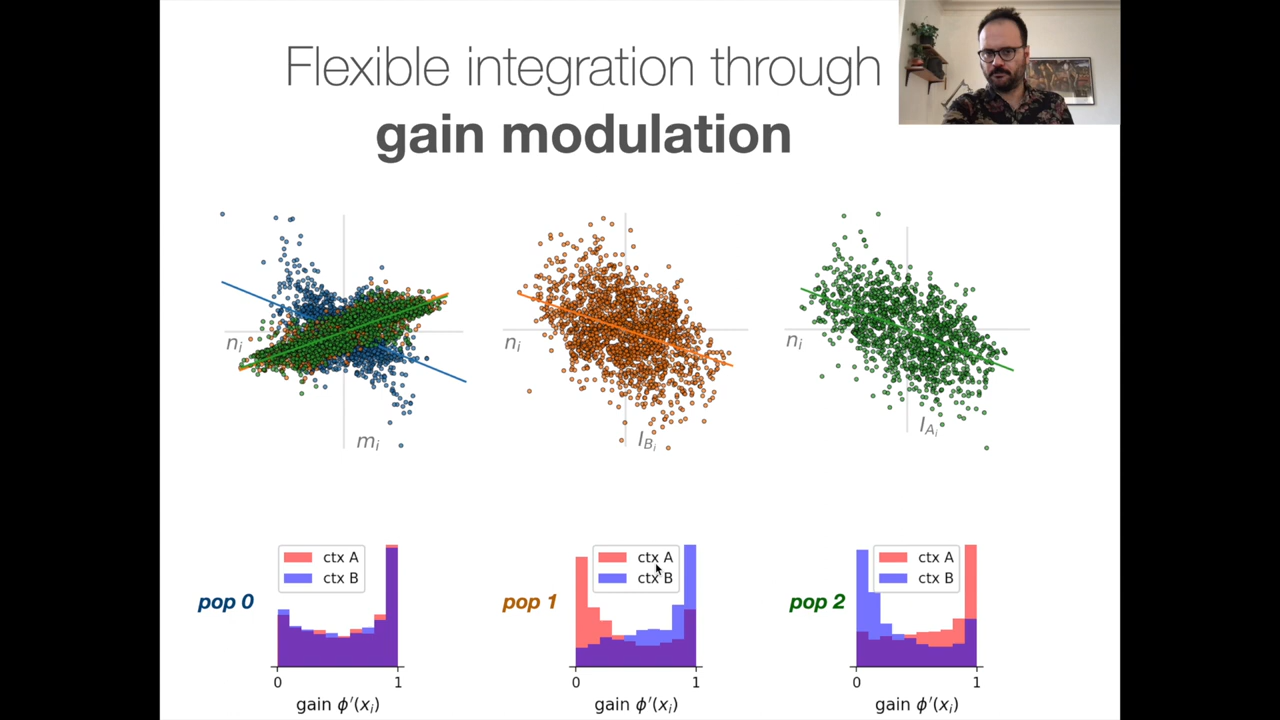 Flexible integration through
gain modulation
nᵢ
mᵢ
nᵢ
I_Bᵢ
nᵢ
I_Aᵢ
pop 0
ctx A
ctx B
0
1
gain ϕ′(xᵢ)
pop 1
ctx A
ctx B
0
1
gain ϕ′(xᵢ)
pop 2
ctx A
ctx B
0
1
gain ϕ′(xᵢ)